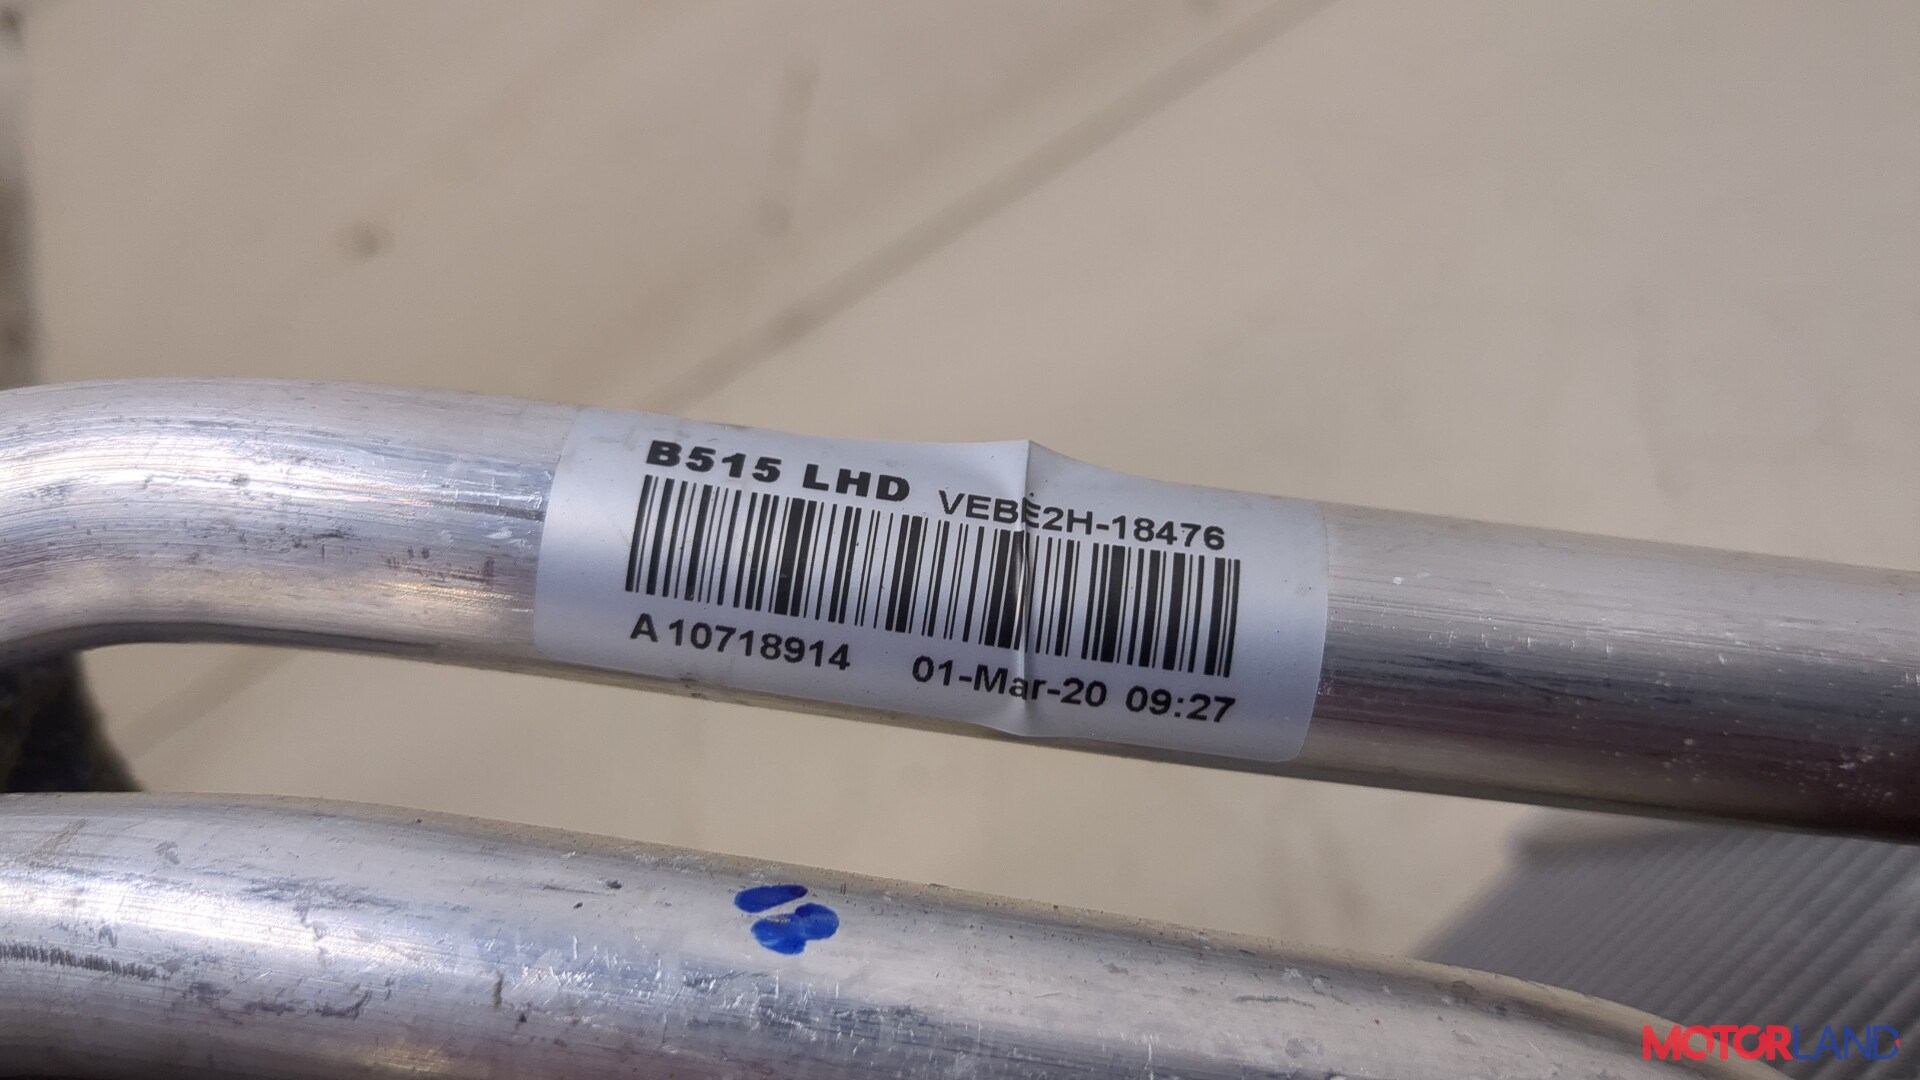 B515 LHD VEBE2H-18476
A 10718914 01-Mar-20 09:27
MOTORLAND